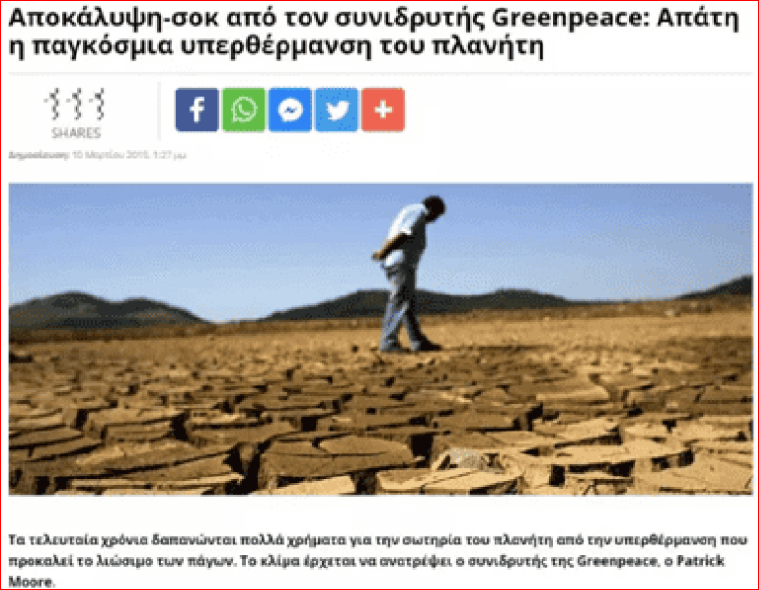 Αποκάλυψη-σοκ από τον συνιδρυτής Greenpeace: Απάτη
η παγκόσμια υπερθέρμανση του πλανήτη
SHARES
Δημοσίευση: 10 Μαρτίου 2015, 1:27 μμ
Τα τελευταία χρόνια δαπανώνται πολλά χρήματα για την σωτηρία του πλανήτη από την υπερθέρμανση που
προκαλεί το λιώσιμο των πάγων. Το κλίμα έρχεται να ανατρέψει ο συνιδρυτής της Greenpeace, ο Patrick
Moore.